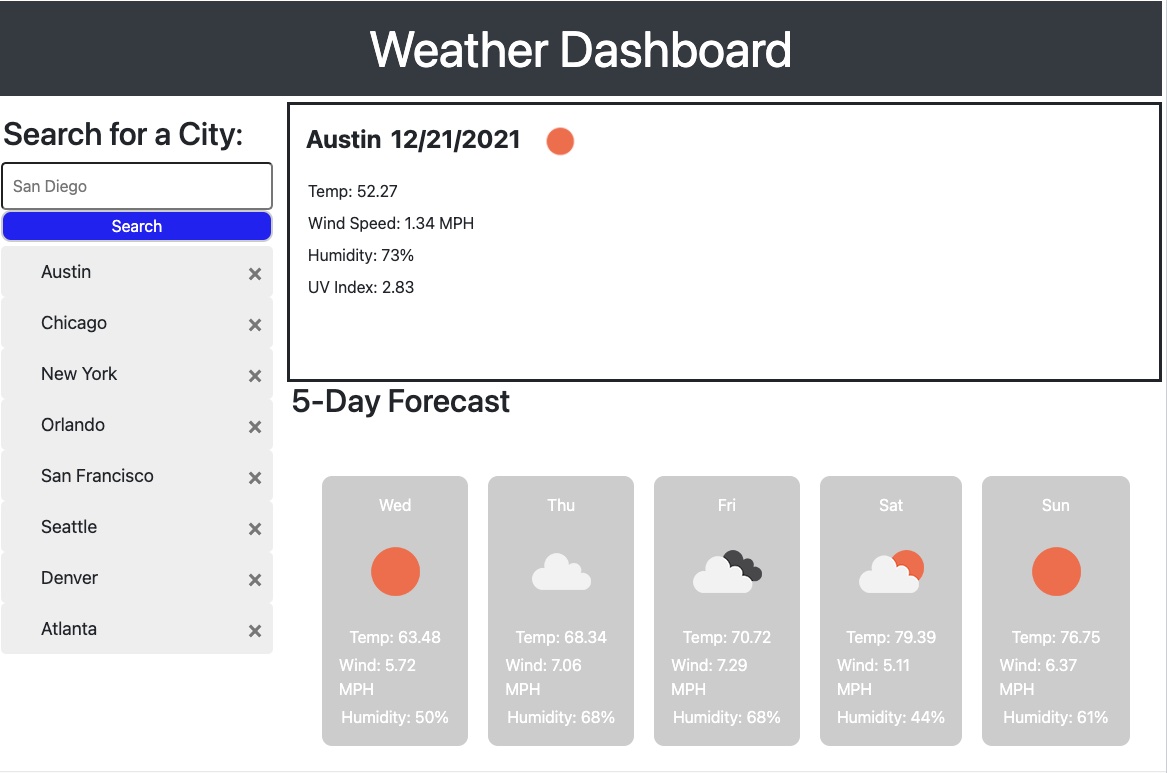 Weather Dashboard
Search for a City:
San Diego
Search
Austin ×
Chicago ×
New York ×
Orlando ×
San Francisco ×
Seattle ×
Denver ×
Atlanta ×
Austin 12/21/2021
Temp: 52.27
Wind Speed: 1.34 MPH
Humidity: 73%
UV Index: 2.83
5-Day Forecast
Wed
Temp: 63.48
Wind: 5.72
MPH
Humidity: 50%
Thu
Temp: 68.34
Wind: 7.06
MPH
Humidity: 68%
Fri
Temp: 70.72
Wind: 7.29
MPH
Humidity: 68%
Sat
Temp: 79.39
Wind: 5.11
MPH
Humidity: 44%
Sun
Temp: 76.75
Wind: 6.37
MPH
Humidity: 61%